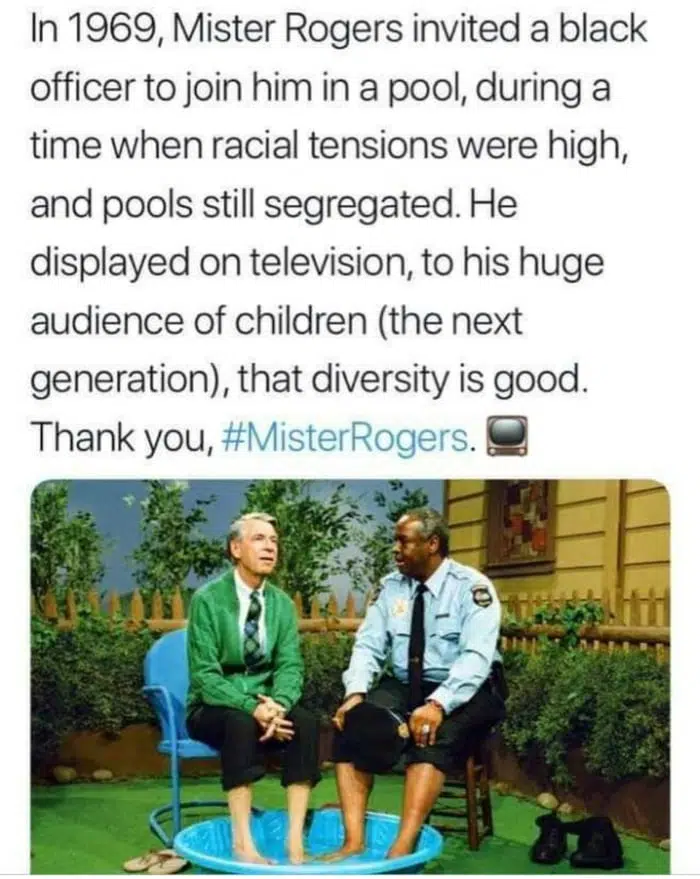 In 1969, Mister Rogers invited a black
officer to join him in a pool, during a
time when racial tensions were high,
and pools still segregated. He
displayed on television, to his huge
audience of children (the next
generation), that diversity is good.
Thank you, #MisterRogers. 📺